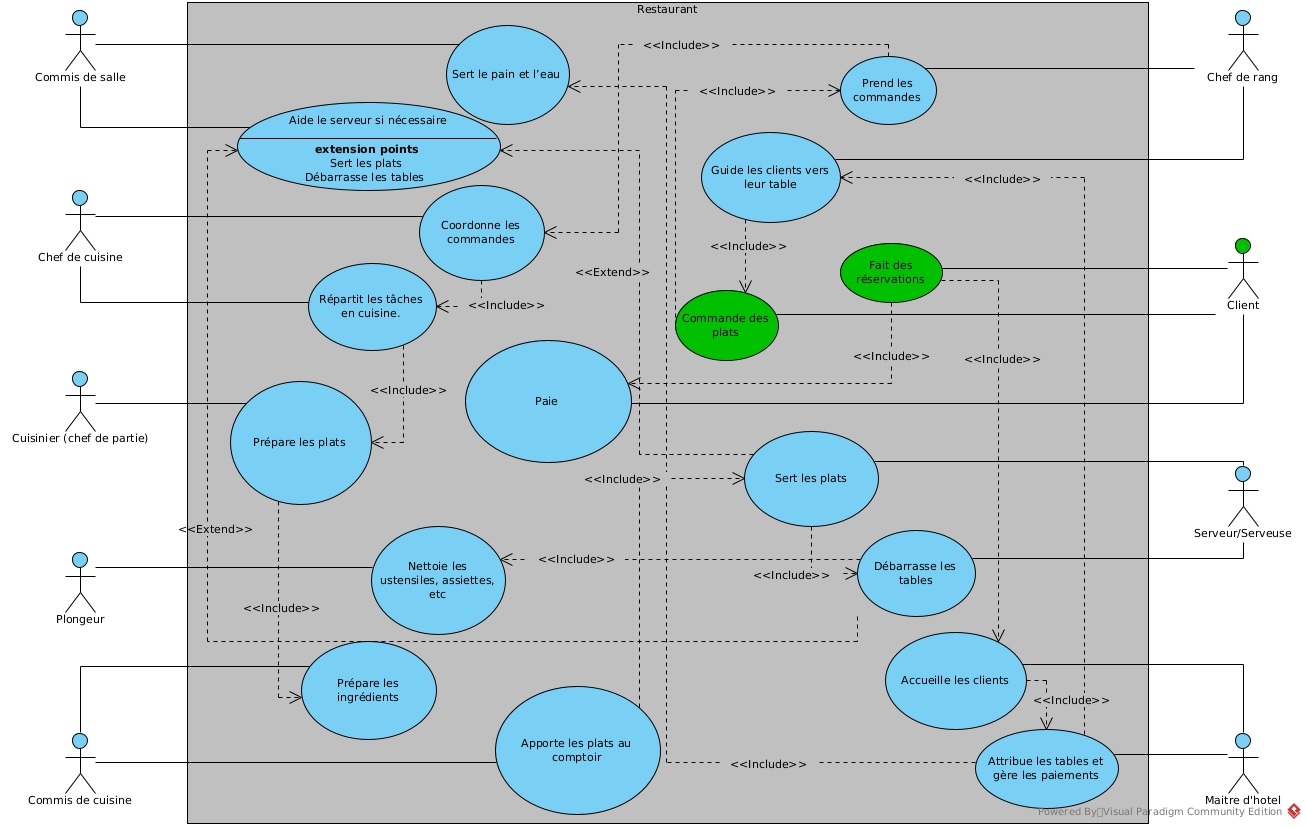 Restaurant
Commis de salle
Sert le pain et l’eau
<<Include>>
Prend les
commandes
Chef de rang
<<Include>>
Aide le serveur si nécessaire
extension points
Sert les plats
Débarrasse les tables
Guide les clients vers
leur table
<<Include>>
Chef de cuisine
Coordonne les
commandes
<<Include>>
<<Extend>>
Fait des
réservations
Client
Répartit les tâches
en cuisine.
<<Include>>
Commande des
plats
<<Include>>
<<Include>>
<<Include>>
Cuisinier (chef de partie)
Prépare les plats
Paie
<<Include>>
Sert les plats
Serveur/Serveuse
<<Extend>>
<<Include>>
Nettoie les
ustensiles, assiettes,
etc
<<Include>>
Débarrasse les
tables
Plongeur
<<Include>>
Prépare les
ingrédients
Accueille les clients
<<Include>>
Commis de cuisine
Apporte les plats au
comptoir
<<Include>>
Attribue les tables et
gère les paiements
Maitre d'hotel
Powered By Visual Paradigm Community Edition